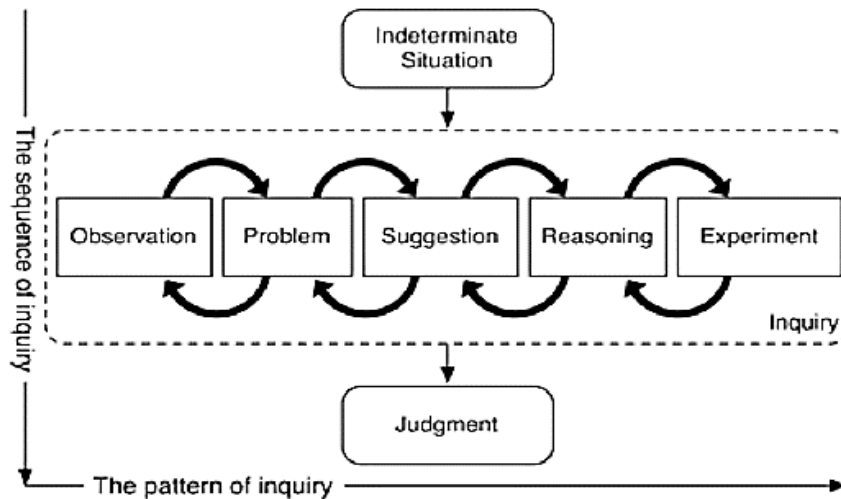 Indeterminate
Situation
The sequence of inquiry
Observation
Problem
Suggestion
Reasoning
Experiment
Inquiry
Judgment
The pattern of inquiry